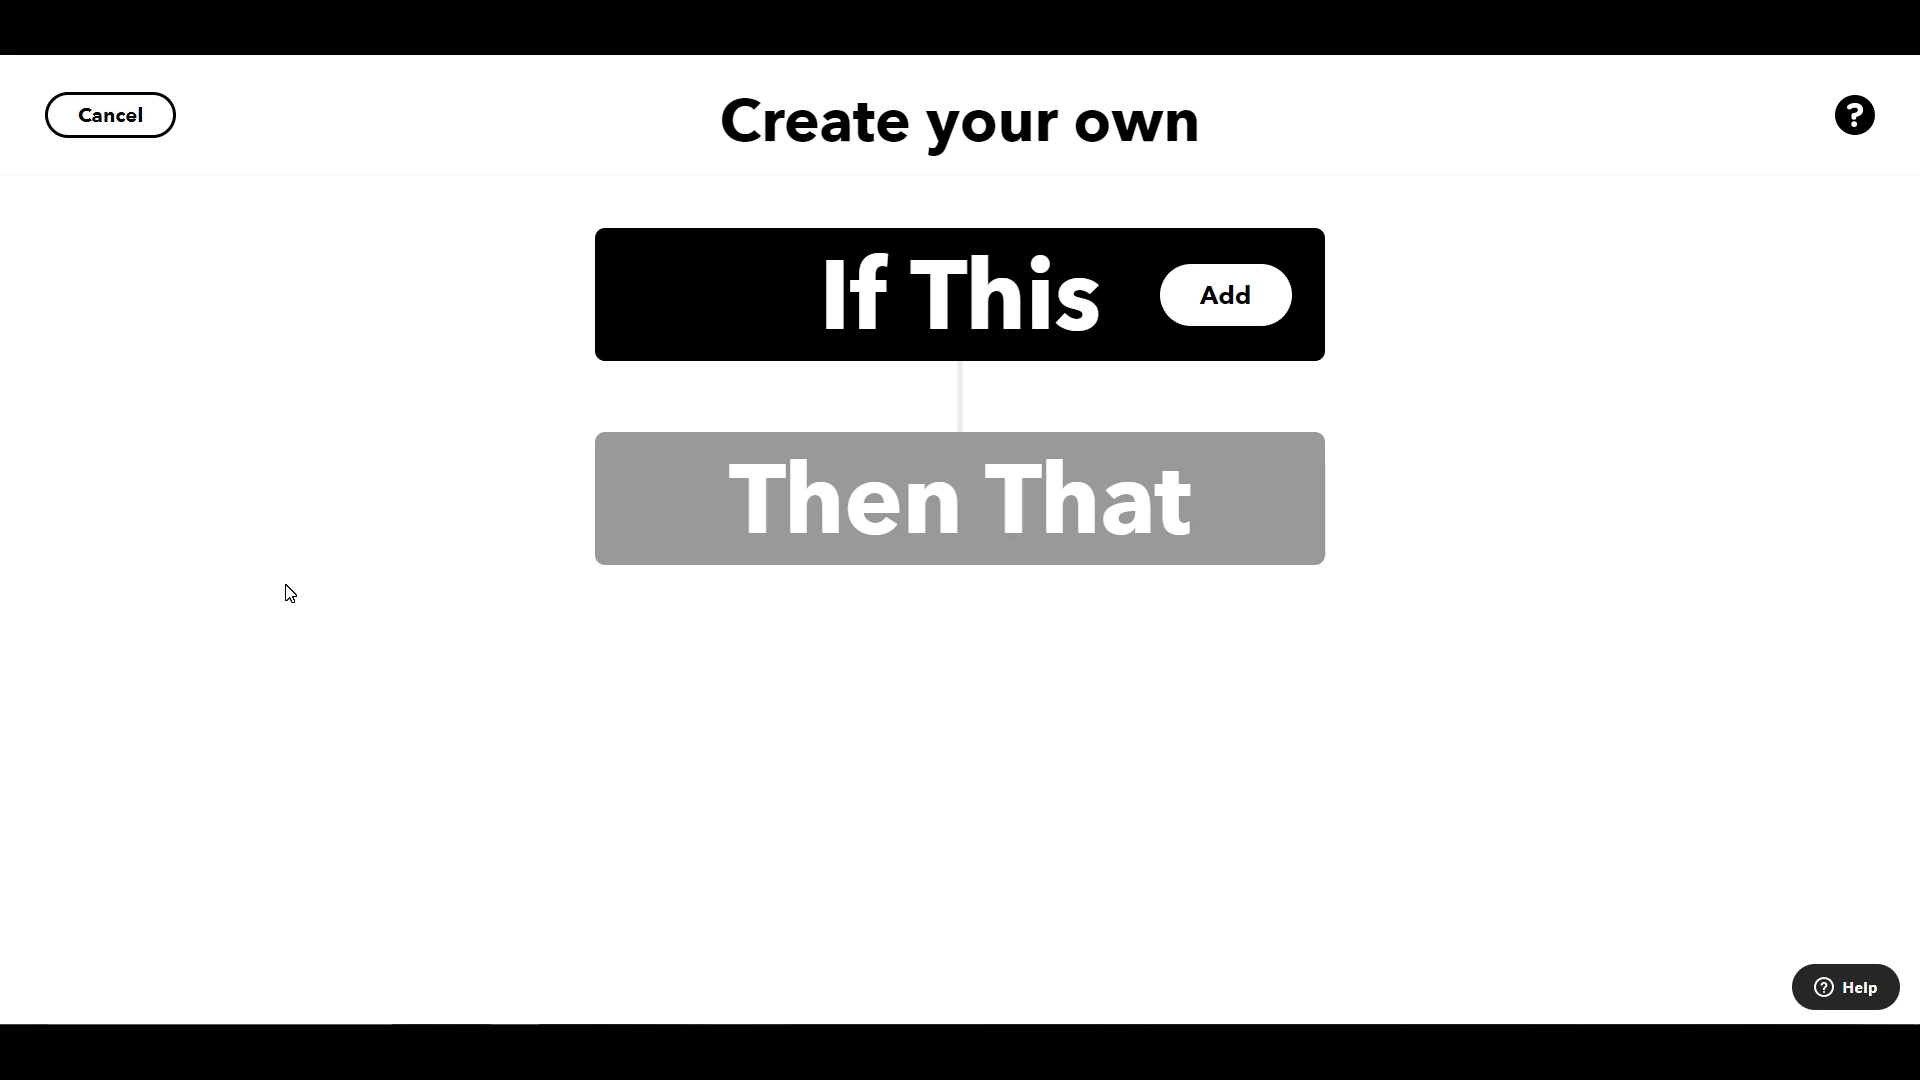 Cancel
Create your own
?
If This
Add
Then That
? Help